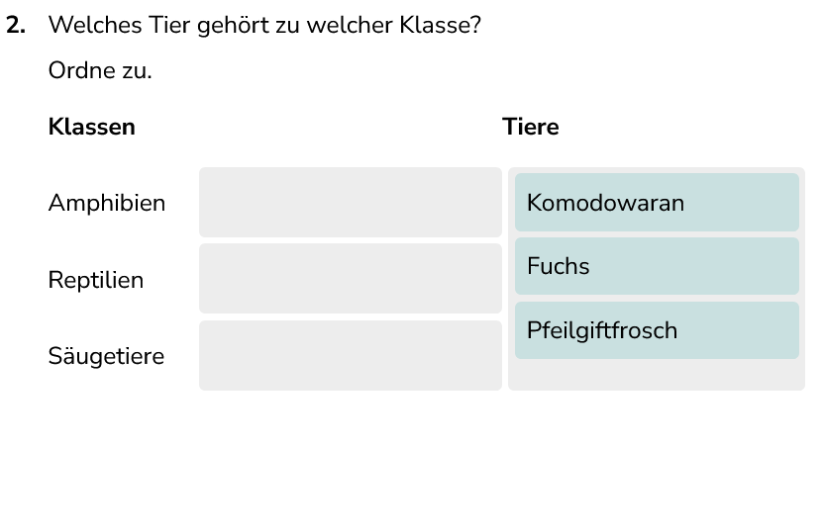 2. Welches Tier gehört zu welcher Klasse?
Ordne zu.
Klassen Tiere
Amphibien Komodowaran
Reptilien Fuchs
Säugetiere Pfeilgiftfrosch